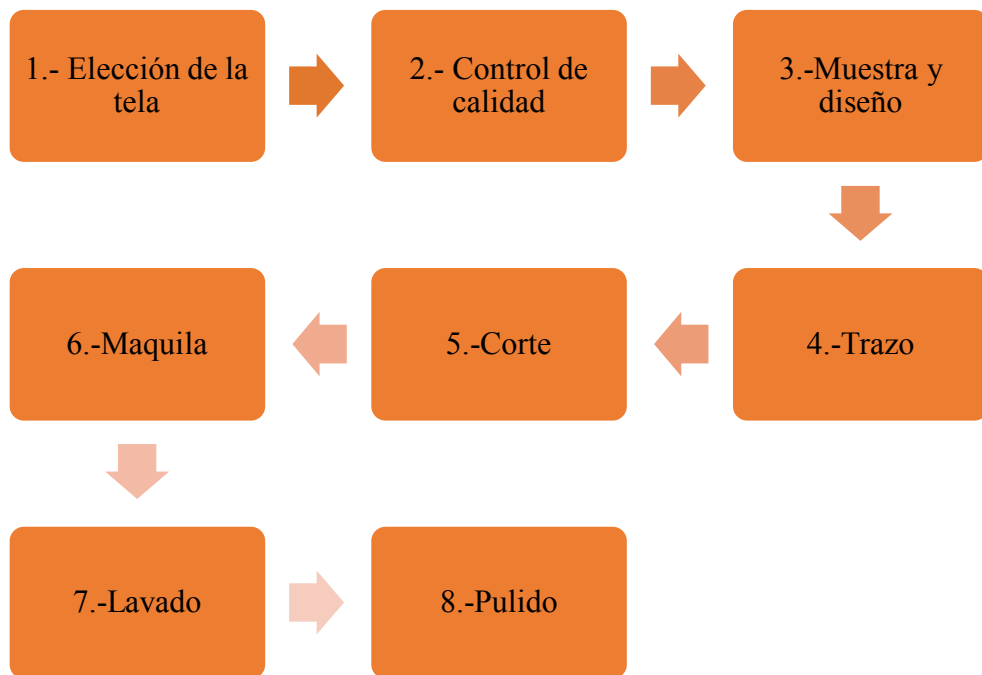 1.- Elección de la
tela
2.- Control de
calidad
3.-Muestra y
diseño
4.-Trazo
5.-Corte
6.-Maquila
7.-Lavado
8.-Pulido